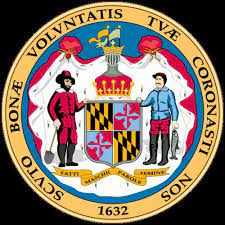 SCVTO BONÆ VOLVNTATIS TVÆ CORONASTI NOS
FATTI MASCHII PAROLE FEMINE
1632